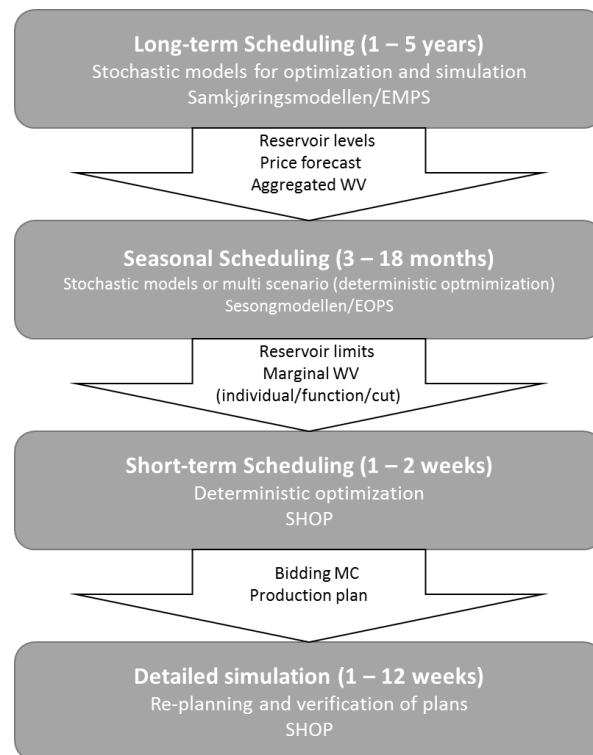 Long-term Scheduling (1 – 5 years)
Stochastic models for optimization and simulation
Samkjøringsmodellen/EMPS
Reservoir levels
Price forecast
Aggregated WV
Seasonal Scheduling (3 – 18 months)
Stochastic models or multi scenario (deterministic optmimization)
Sesongmodellen/EOPS
Reservoir limits
Marginal WV
(individual/function/cut)
Short-term Scheduling (1 – 2 weeks)
Deterministic optimization
SHOP
Bidding MC
Production plan
Detailed simulation (1 – 12 weeks)
Re-planning and verification of plans
SHOP